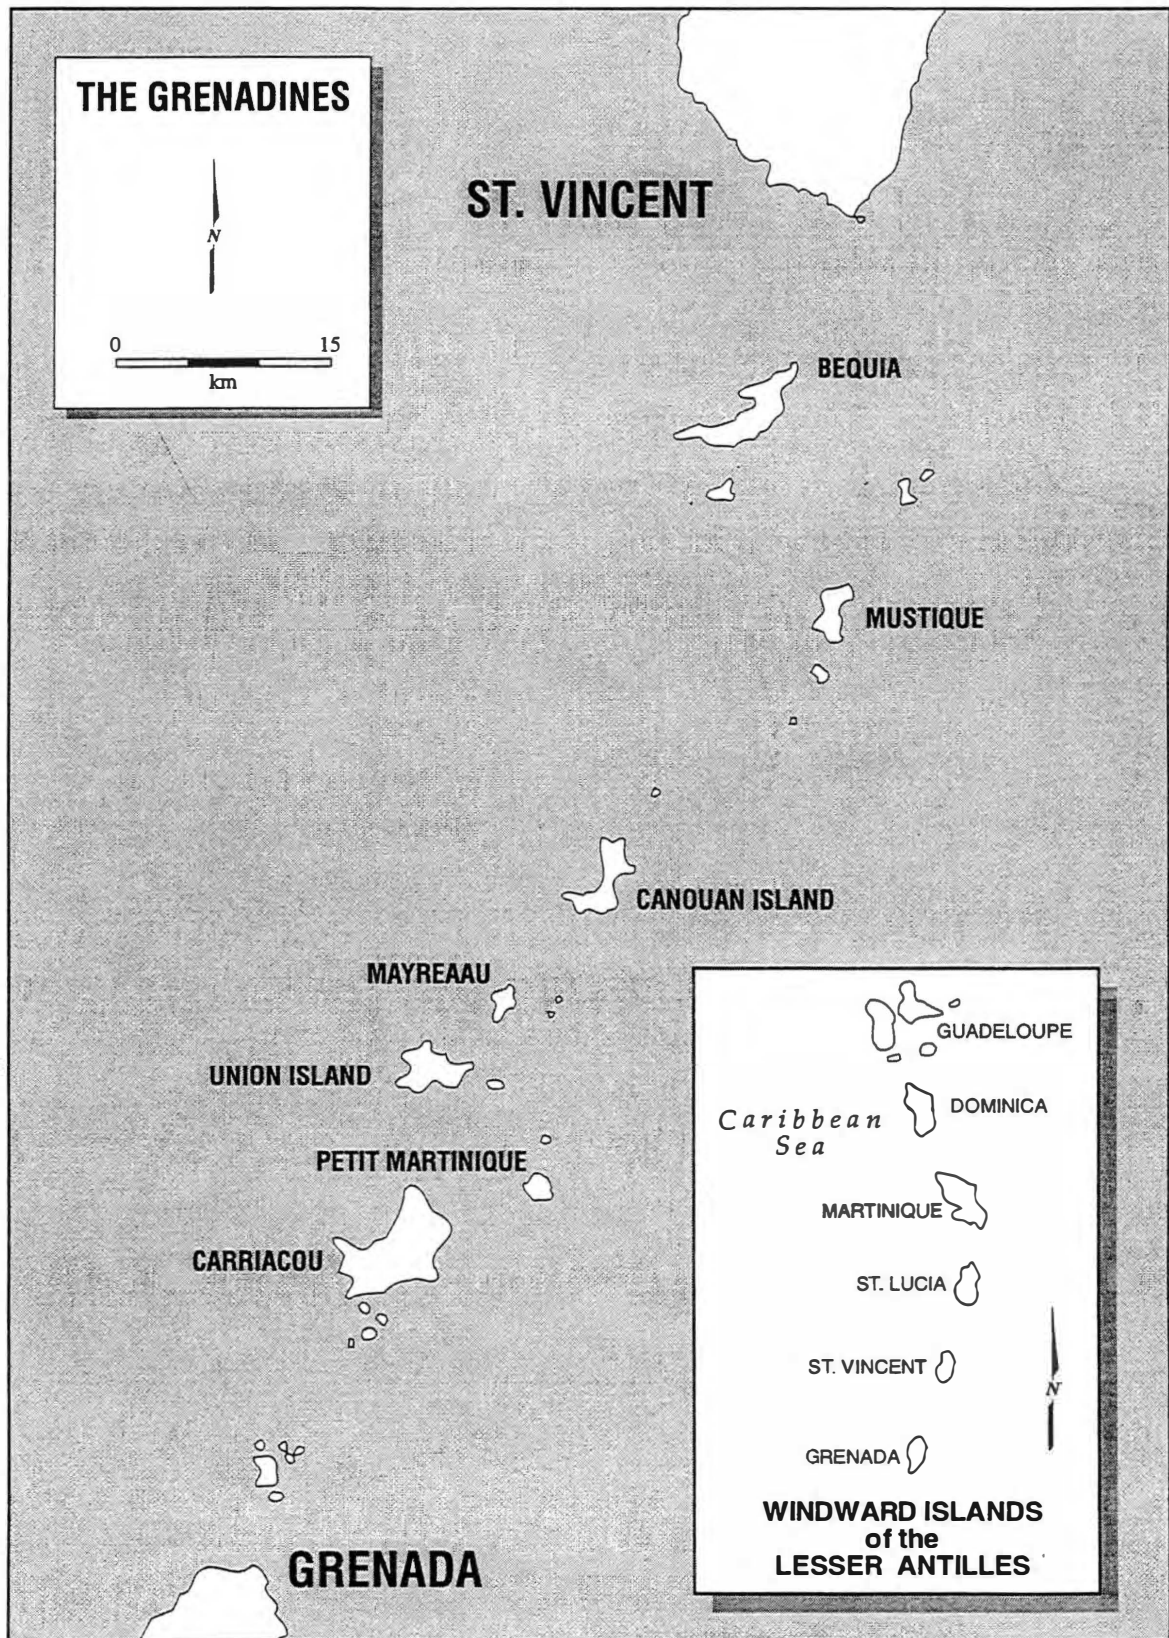 THE GRENADINES
N
0 15
km
ST. VINCENT
BEQUIA
MUSTIQUE
CANOUAN ISLAND
MAYREAAU
UNION ISLAND
PETIT MARTINIQUE
CARRIACOU
GRENADA
GUADELOUPE
DOMINICA
Caribbean
Sea
MARTINIQUE
ST. LUCIA
ST. VINCENT
N
GRENADA
WINDWARD ISLANDS
of the
LESSER ANTILLES